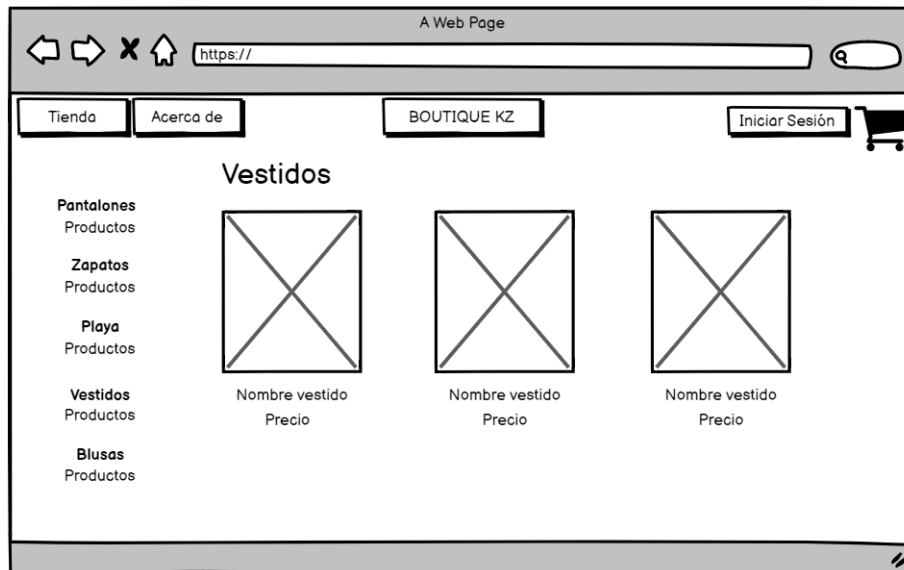 A Web Page
https://
Tienda
Acerca de
BOUTIQUE KZ
Iniciar Sesión
Vestidos
Pantalones
Productos
Zapatos
Productos
Playa
Productos
Vestidos
Productos
Blusas
Productos
Nombre vestido
Precio
Nombre vestido
Precio
Nombre vestido
Precio